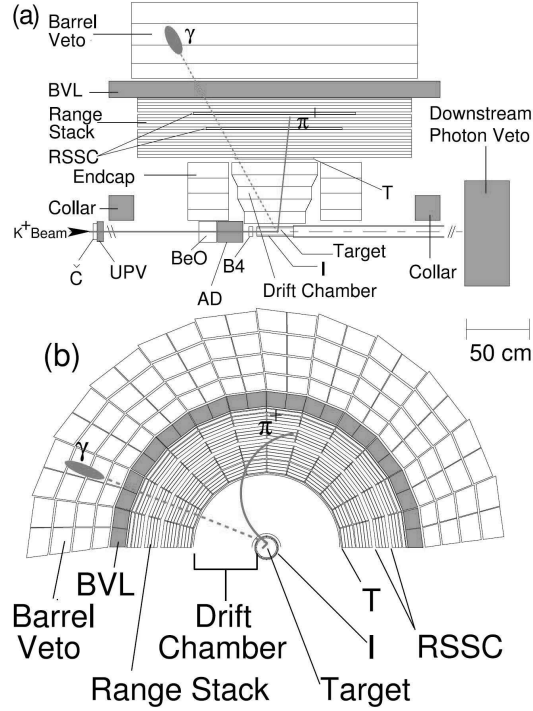 (a)
Barrel
Veto
γ
BVL
Range
Stack
π+
RSSC
Downstream
Photon Veto
Endcap
T
Collar
K+Beam
Č
UPV
BeO
AD
B4
Target
I
Drift Chamber
Collar
50 cm
(b)
π+
γ
BVL
Barrel
Veto
Drift
Chamber
Range Stack
T
I
Target
RSSC